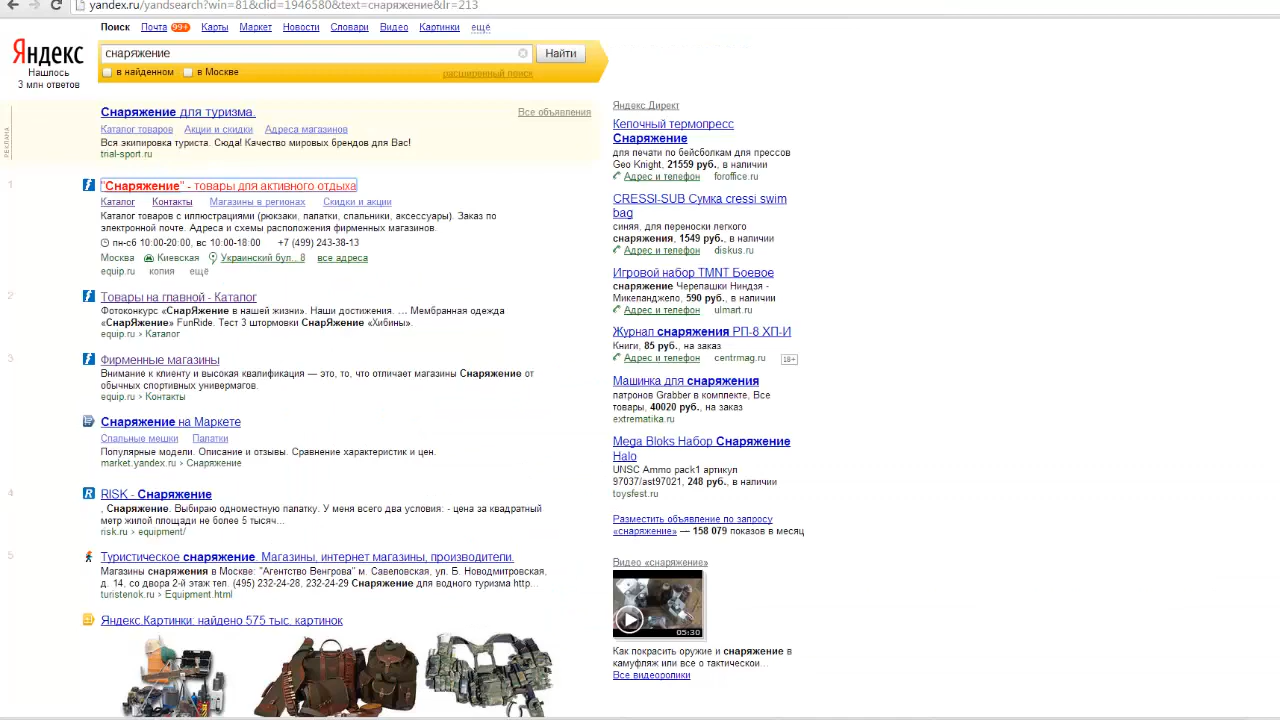 yandex.ru/yandsearch?win=81&clid=1946580&text=снаряжение&lr=213
Поиск Почта 99+ Карты Маркет Новости Словари Видео Картинки ещё
Яндекс
Нашлось
3 млн ответов
снаряжение
Найти
в найденном в Москве расширенный поиск
РЕКЛАМА
Снаряжение для туризма.
Все объявления
Каталог товаров Акции и скидки Адреса магазинов
Вся экипировка туриста. Сюда! Качество мировых брендов для Вас!
trial-sport.ru
1
"Снаряжение" - товары для активного отдыха
Каталог Контакты Магазины в регионах Скидки и акции
Каталог товаров с иллюстрациями (рюкзаки, палатки, спальники, аксессуары). Заказ по
электронной почте. Адреса и схемы расположения фирменных магазинов.
пн-сб 10:00-20:00, вс 10:00-18:00 +7 (499) 243-38-13
Москва Киевская Украинский бул., 8 все адреса
equip.ru копия ещё
2
Товары на главной - Каталог
Фотоконкурс «СнарЯжение в нашей жизни». Наши достижения. ... Мембранная одежда
«СнарЯжение» FunRide. Тест 3 штормовки СнарЯжение «Хибины».
equip.ru › Каталог
3
Фирменные магазины
Внимание к клиенту и высокая квалификация — это, то, что отличает магазины Снаряжение от
обычных спортивных универмагов.
equip.ru › Контакты
Снаряжение на Маркете
Спальные мешки Палатки
Популярные модели. Описание и отзывы. Сравнение характеристик и цен.
market.yandex.ru › Снаряжение
4
RISK - Снаряжение
, Снаряжение. Выбираю одноместную палатку. У меня всего два условия: - цена за квадратный
метр жилой площади не более 5 тысяч...
risk.ru › equipment/
5
Туристическое снаряжение. Магазины, интернет магазины, производители.
Магазины снаряжения в Москве: "Агентство Венгрова" м. Савеловская, ул. Б. Новодмитровская,
д. 14, со двора 2-й этаж тел. (495) 232-24-28, 232-24-29 Снаряжение для водного туризма http...
turistenok.ru › Equipment.html
Яндекс.Картинки: найдено 575 тыс. картинок
Яндекс.Директ
Кепочный термопресс
Снаряжение
для печати по бейсболкам для прессов
Geo Knight, 21559 руб., в наличии
Адрес и телефон foroffice.ru
CRESSI-SUB Сумка cressi swim
bag
синяя, для переноски легкого
снаряжения, 1549 руб., в наличии
Адрес и телефон diskus.ru
Игровой набор TMNT Боевое
снаряжение Черепашки Ниндзя -
Микеланджело, 590 руб., в наличии
Адрес и телефон ulmart.ru
Журнал снаряжения РП-8 ХП-И
Книги, 85 руб., на заказ
Адрес и телефон centrmag.ru 18+
Машинка для снаряжения
патронов Grabber в комплекте, Все
товары, 40020 руб., на заказ
extrematika.ru
Mega Bloks Набор Снаряжение
Halo
UNSC Ammo pack1 артикул
97037/ast97021, 248 руб., в наличии
toysfest.ru
Разместить объявление по запросу
«снаряжение» — 158 079 показов в месяц
Видео «снаряжение»
05:30
Как покрасить оружие и снаряжение в
камуфляж или все о тактической...
Все видеоролики